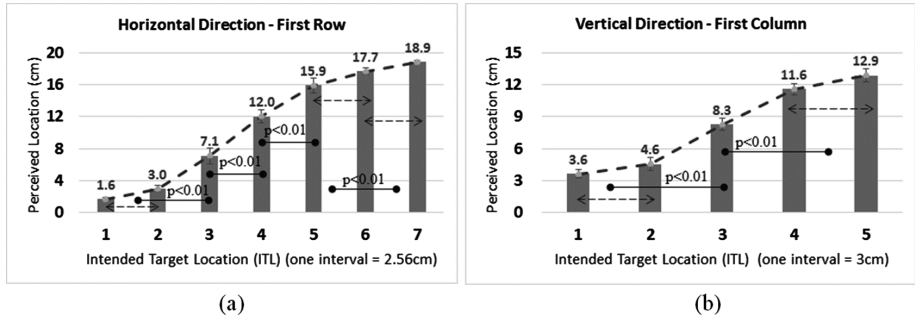 Horizontal Direction - First Row
Perceived Location (cm)
20
16
12
8
4
0
1.6
3.0
7.1
12.0
15.9
17.7
18.9
p<0.01
p<0.01
p<0.01
p<0.01
1 2 3 4 5 6 7
Intended Target Location (ITL) (one interval = 2.56cm)
(a)
Vertical Direction - First Column
Perceived Location (cm)
15
12
9
6
3
0
3.6
4.6
8.3
11.6
12.9
p<0.01
p<0.01
1 2 3 4 5
Intended Target Location (ITL) (one interval = 3cm)
(b)